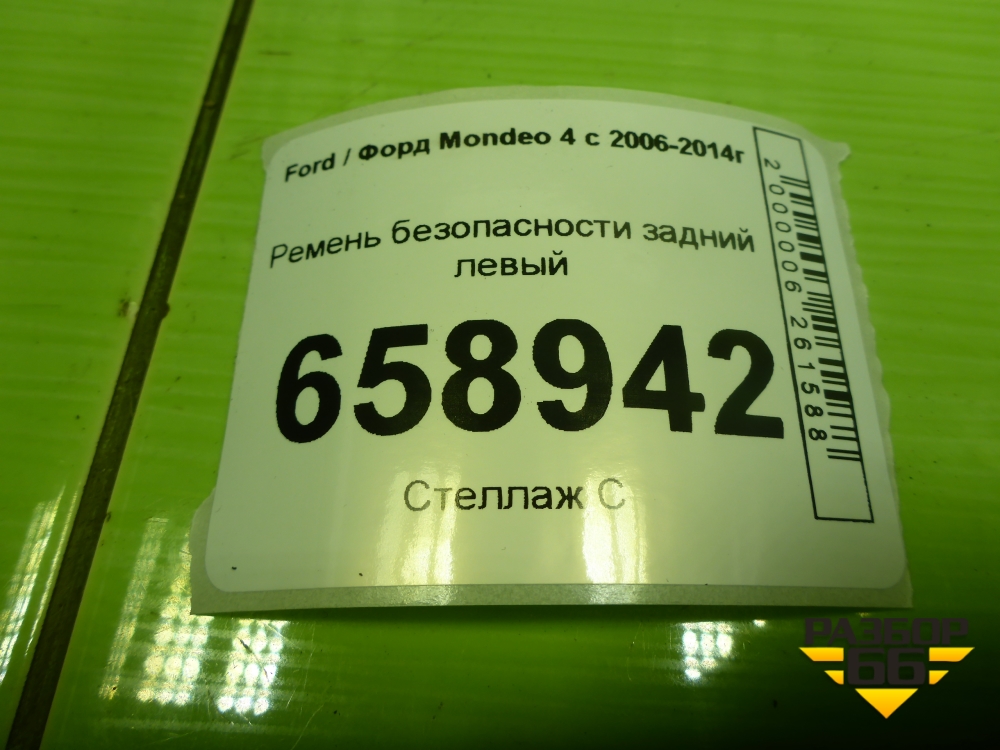 Ford / Форд Mondeo 4 с 2006-2014г
Ремень безопасности задний
левый
658942
Стеллаж С
2000006261588
РАЗБОР
66